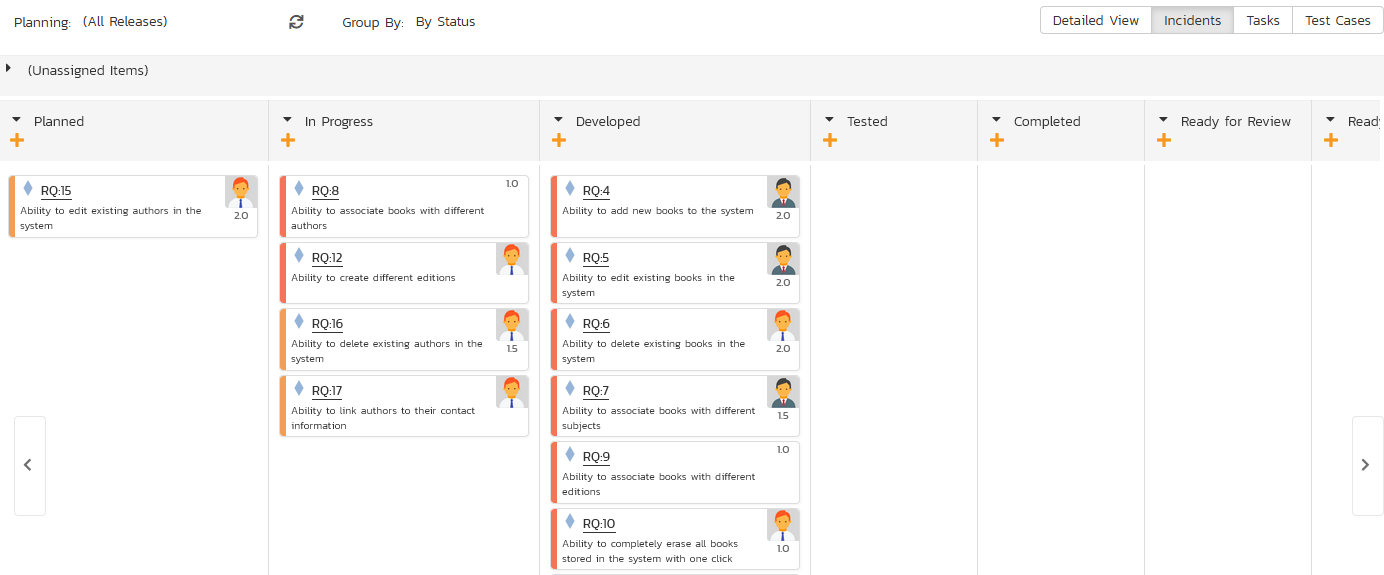 Planning: (All Releases) Group By: By Status Detailed View Incidents Tasks Test Cases
(Unassigned Items)
Planned In Progress Developed Tested Completed Ready for Review
RQ:15
Ability to edit existing authors in the
system
2.0
RQ:8
1.0
Ability to associate books with different
authors
RQ:12
Ability to create different editions
RQ:16
Ability to delete existing authors in the
system
1.5
RQ:17
Ability to link authors to their contact
information
RQ:4
Ability to add new books to the system
2.0
RQ:5
Ability to edit existing books in the
system
2.0
RQ:6
Ability to delete existing books in the
system
2.0
RQ:7
Ability to associate books with different
subjects
1.5
RQ:9
1.0
Ability to associate books with different
editions
RQ:10
Ability to completely erase all books
stored in the system with one click
1.0